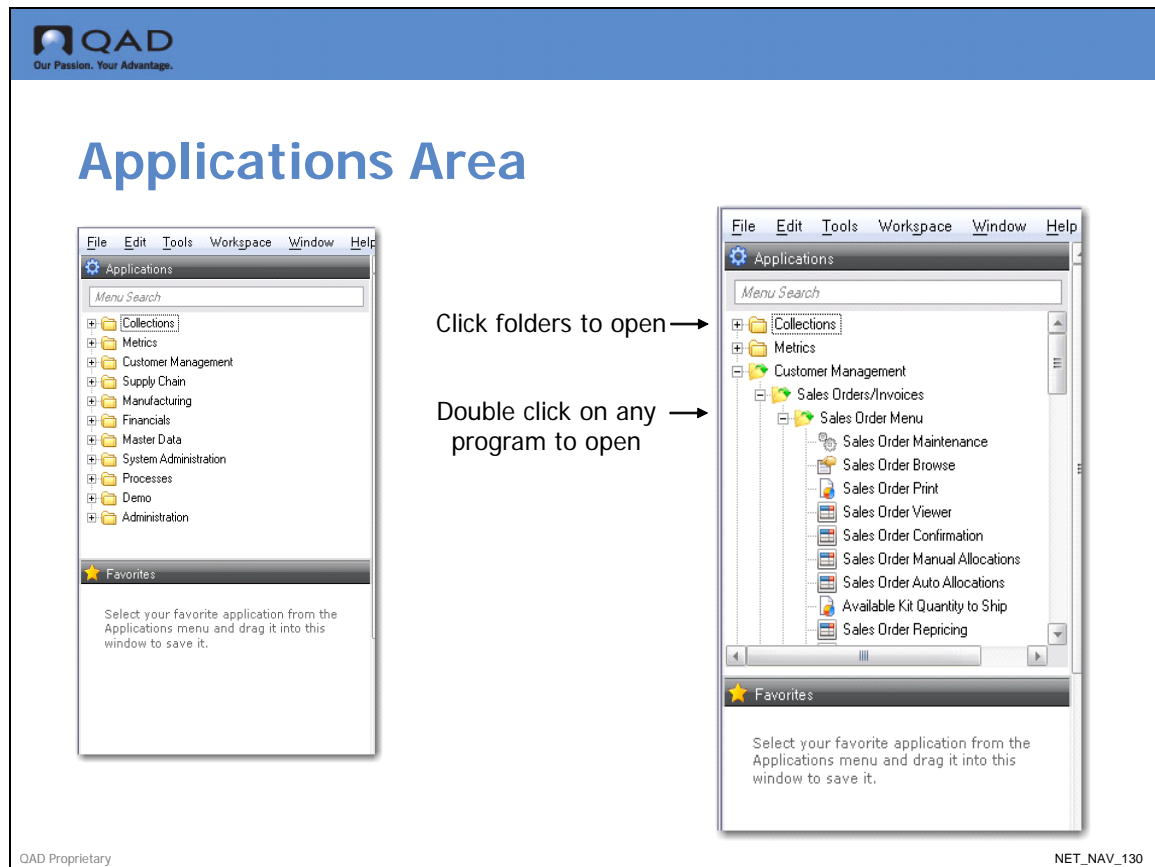 QAD
Our Passion. Your Advantage.
Applications Area
File Edit Tools Workspace Window Help
Applications
Menu Search
Collections
Metrics
Customer Management
Supply Chain
Manufacturing
Financials
Master Data
System Administration
Processes
Demo
Administration
Favorites
Select your favorite application from the
Applications menu and drag it into this
window to save it.
Click folders to open
Double click on any
program to open
File Edit Tools Workspace Window Help
Applications
Menu Search
Collections
Metrics
Customer Management
Sales Orders/Invoices
Sales Order Menu
Sales Order Maintenance
Sales Order Browse
Sales Order Print
Sales Order Viewer
Sales Order Confirmation
Sales Order Manual Allocations
Sales Order Auto Allocations
Available Kit Quantity to Ship
Sales Order Repricing
Favorites
Select your favorite application from the
Applications menu and drag it into this
window to save it.
QAD Proprietary
NET_NAV_130